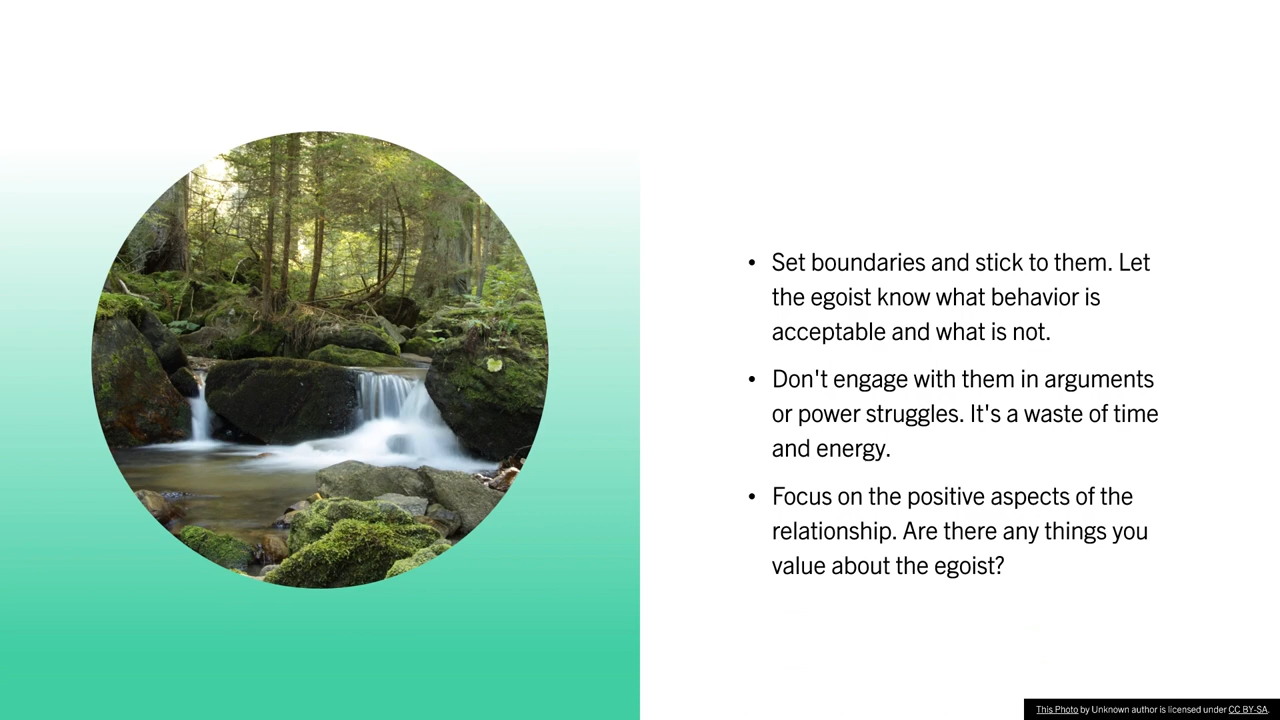 • Set boundaries and stick to them. Let
the egoist know what behavior is
acceptable and what is not.
• Don't engage with them in arguments
or power struggles. It's a waste of time
and energy.
• Focus on the positive aspects of the
relationship. Are there any things you
value about the egoist?
This Photo by Unknown author is licensed under CC BY-SA.